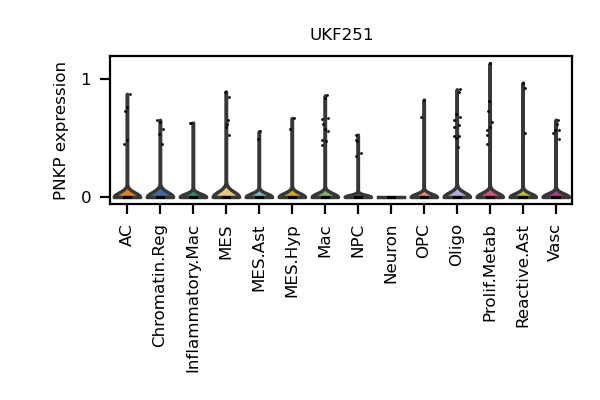 UKF251
PNKP expression
1
0
AC
Chromatin.Reg
Inflammatory.Mac
MES
MES.Ast
MES.Hyp
Mac
NPC
Neuron
OPC
Oligo
Prolif.Metab
Reactive.Ast
Vasc